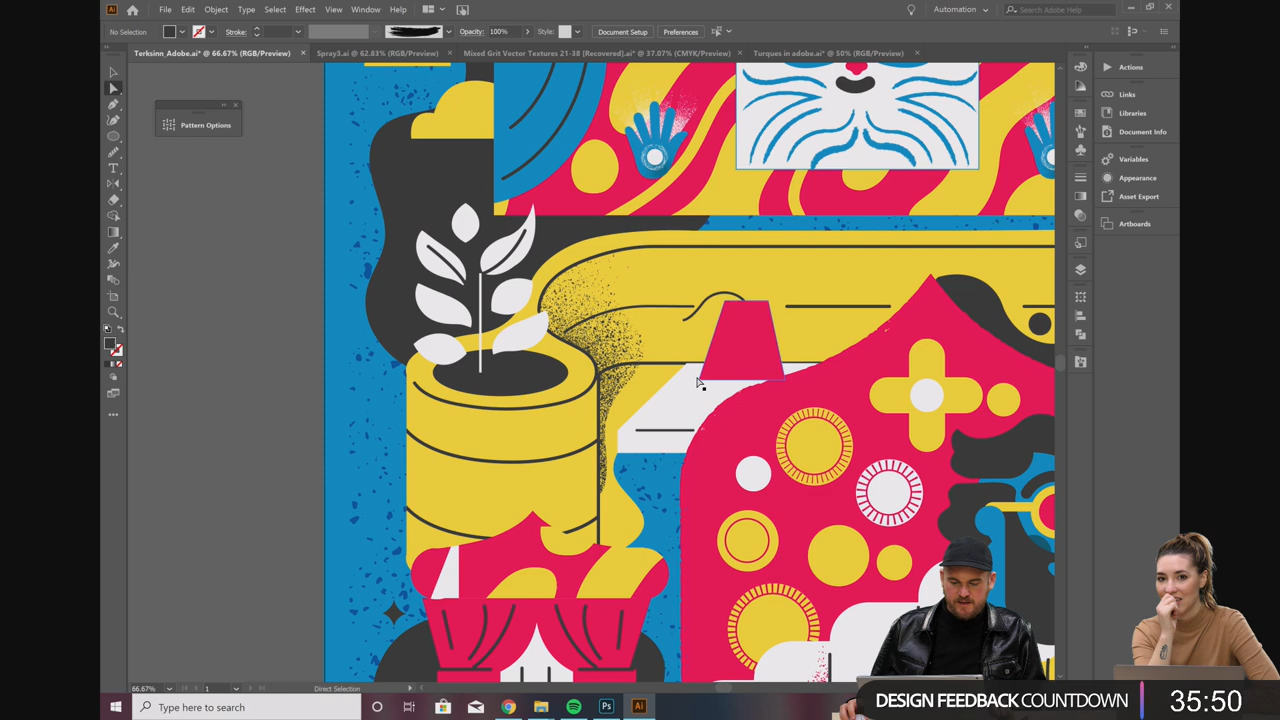 Ai File Edit Object Type Select Effect View Window Help Automation Search Adobe Help
No Selection Stroke: Opacity: 100% Style: Document Setup Preferences
Terksinn_Adobe.ai* @ 66.67% (RGB/Preview) Spray3.ai @ 62.83% (RGB/Preview) Mixed Grit Vector Textures 21-38 [Recovered].ai* @ 37.07% (CMYK/Preview) Turques in adobe.ai* @ 50% (RGB/Preview)
Pattern Options
Actions
Links
Libraries
Document Info
Variables
Appearance
Asset Export
Artboards
66.67% 1 Direct Selection
Type here to search Ps Ai
DESIGN FEEDBACK COUNTDOWN 35:50